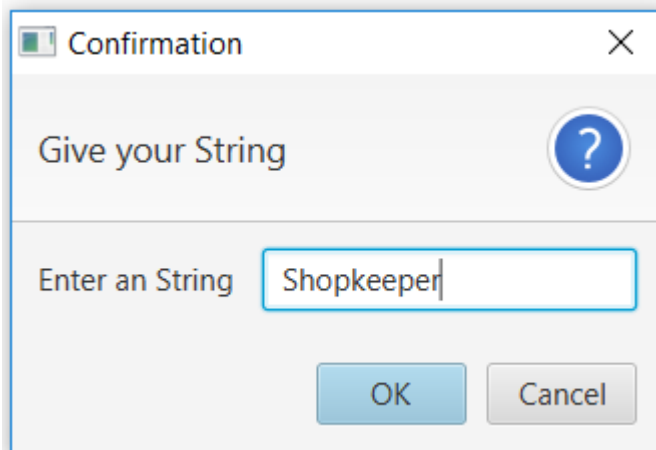 Confirmation
Give your String
?
Enter an String Shopkeeper
OK Cancel